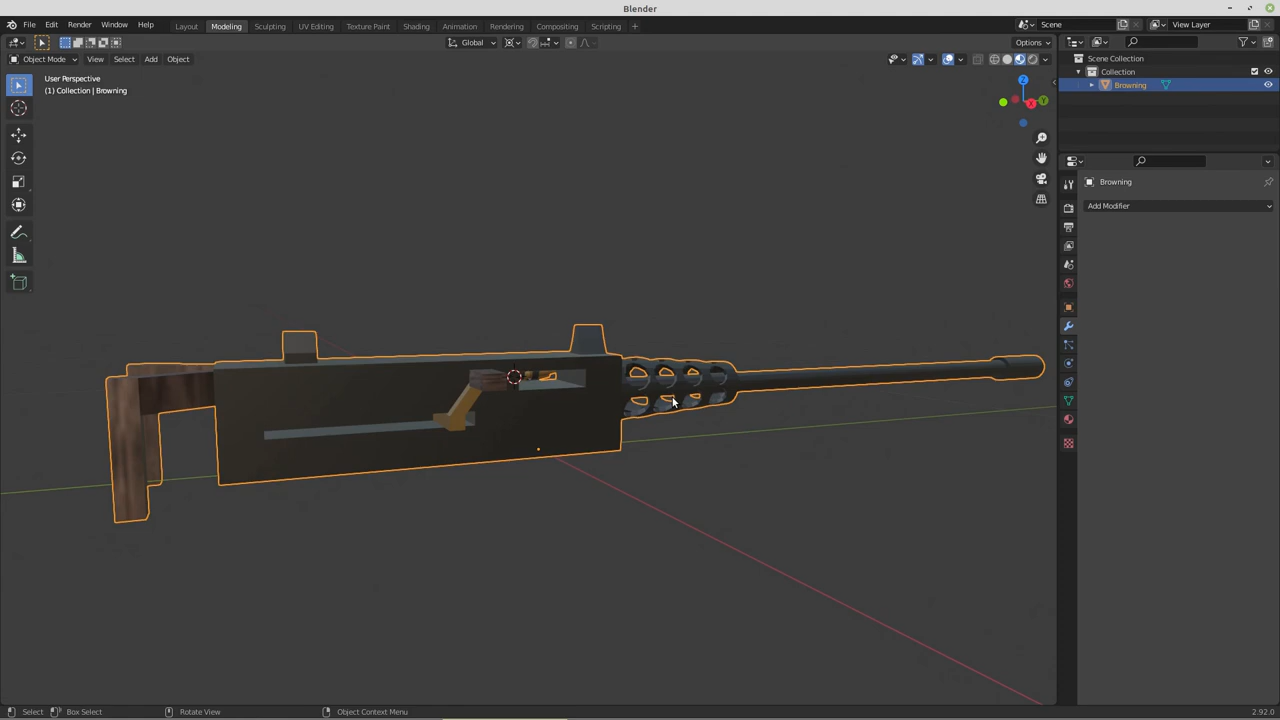 Blender
File Edit Render Window Help
Layout Modeling Sculpting UV Editing Texture Paint Shading Animation Rendering Compositing Scripting +
Scene View Layer
Global Options
Object Mode View Select Add Object
User Perspective
(1) Collection | Browning
Z
X
Y
Scene Collection
Collection
Browning
Browning
Add Modifier
Select Box Select Rotate View Object Context Menu 2.92.0